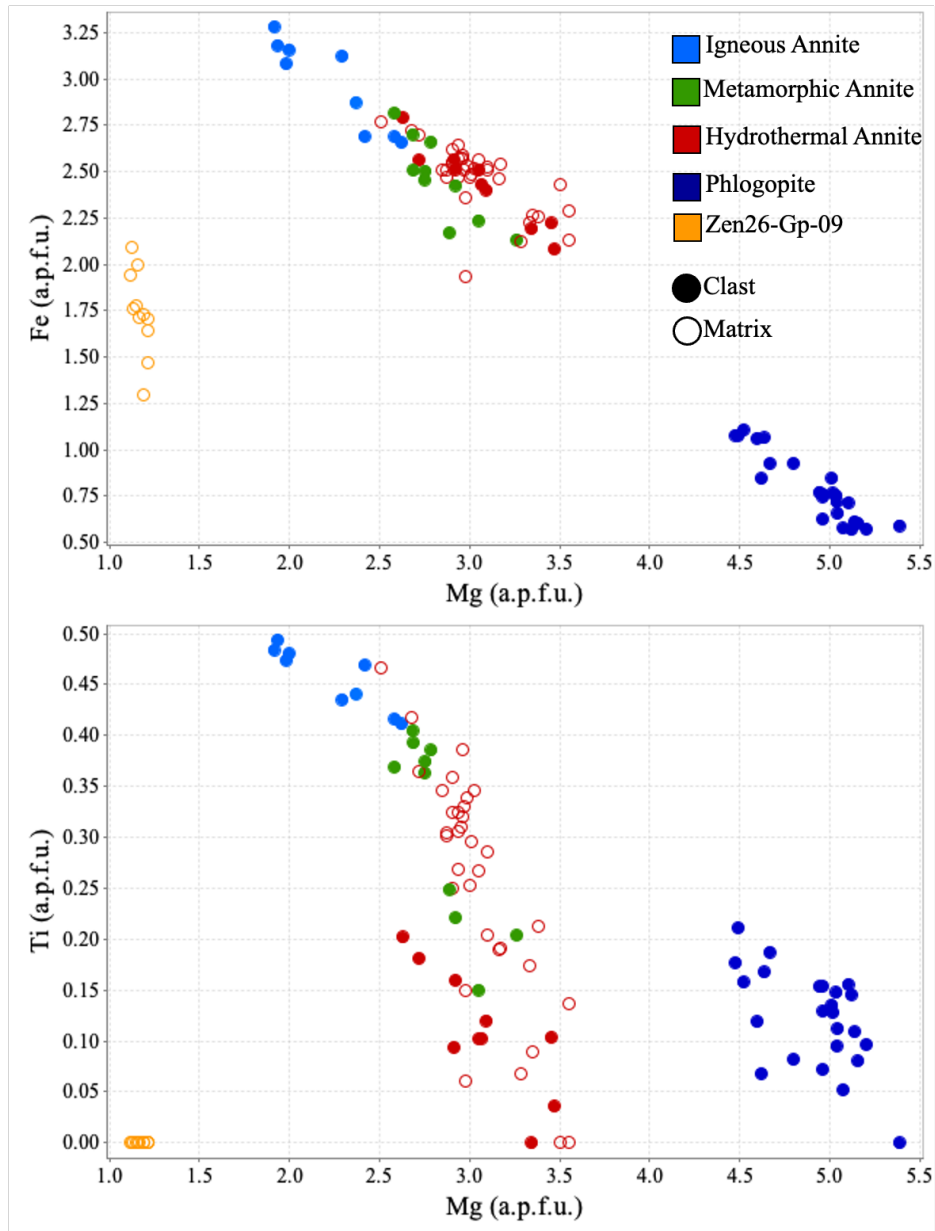 3.25
3.00
2.75
2.50
2.25
2.00
1.75
1.50
1.25
1.00
0.75
0.50
Fe (a.p.f.u.)
Igneous Annite
Metamorphic Annite
Hydrothermal Annite
Phlogopite
Zen26-Gp-09
Clast
Matrix
1.0 2.0 2.5 3.0 3.5 4.0 4.5 5.0 5.5
Mg (a.p.f.u.)
0.50
0.45
0.40
0.35
0.30
0.25
0.20
0.15
0.10
0.05
0.00
Ti (a.p.f.u.)
1.0 2.0 2.5 3.0 3.5 4.0 4.5 5.0 5.5
Mg (a.p.f.u.)